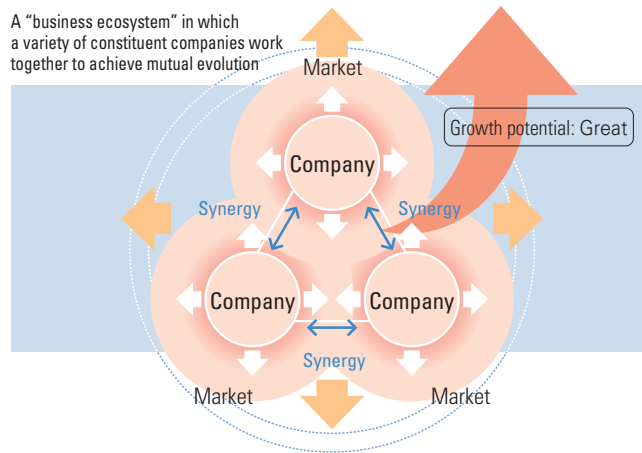 A “business ecosystem” in which
a variety of constituent companies work
together to achieve mutual evolution
Market
Growth potential: Great
Company
Synergy
Synergy
Company
Company
Synergy
Market
Market